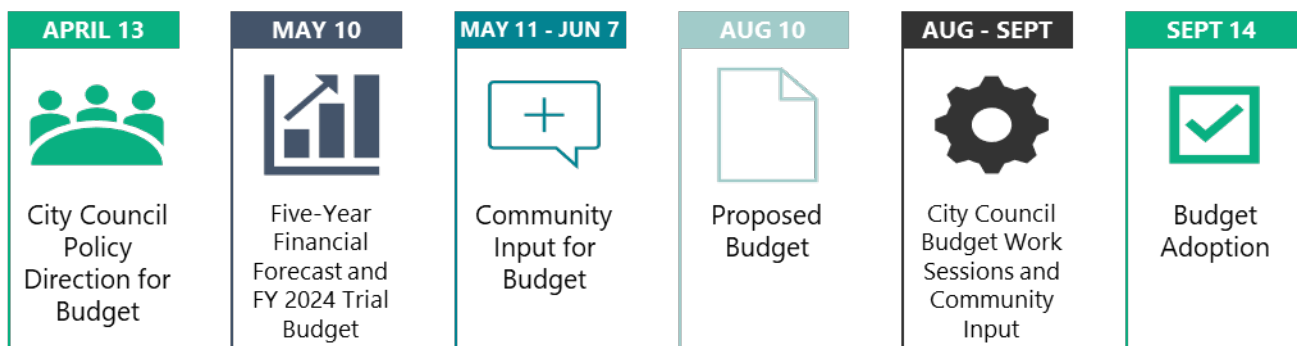 APRIL 13
City Council
Policy
Direction for
Budget
MAY 10
Five-Year
Financial
Forecast and
FY 2024 Trial
Budget
MAY 11 - JUN 7
Community
Input for
Budget
AUG 10
Proposed
Budget
AUG - SEPT
City Council
Budget Work
Sessions and
Community
Input
SEPT 14
Budget
Adoption